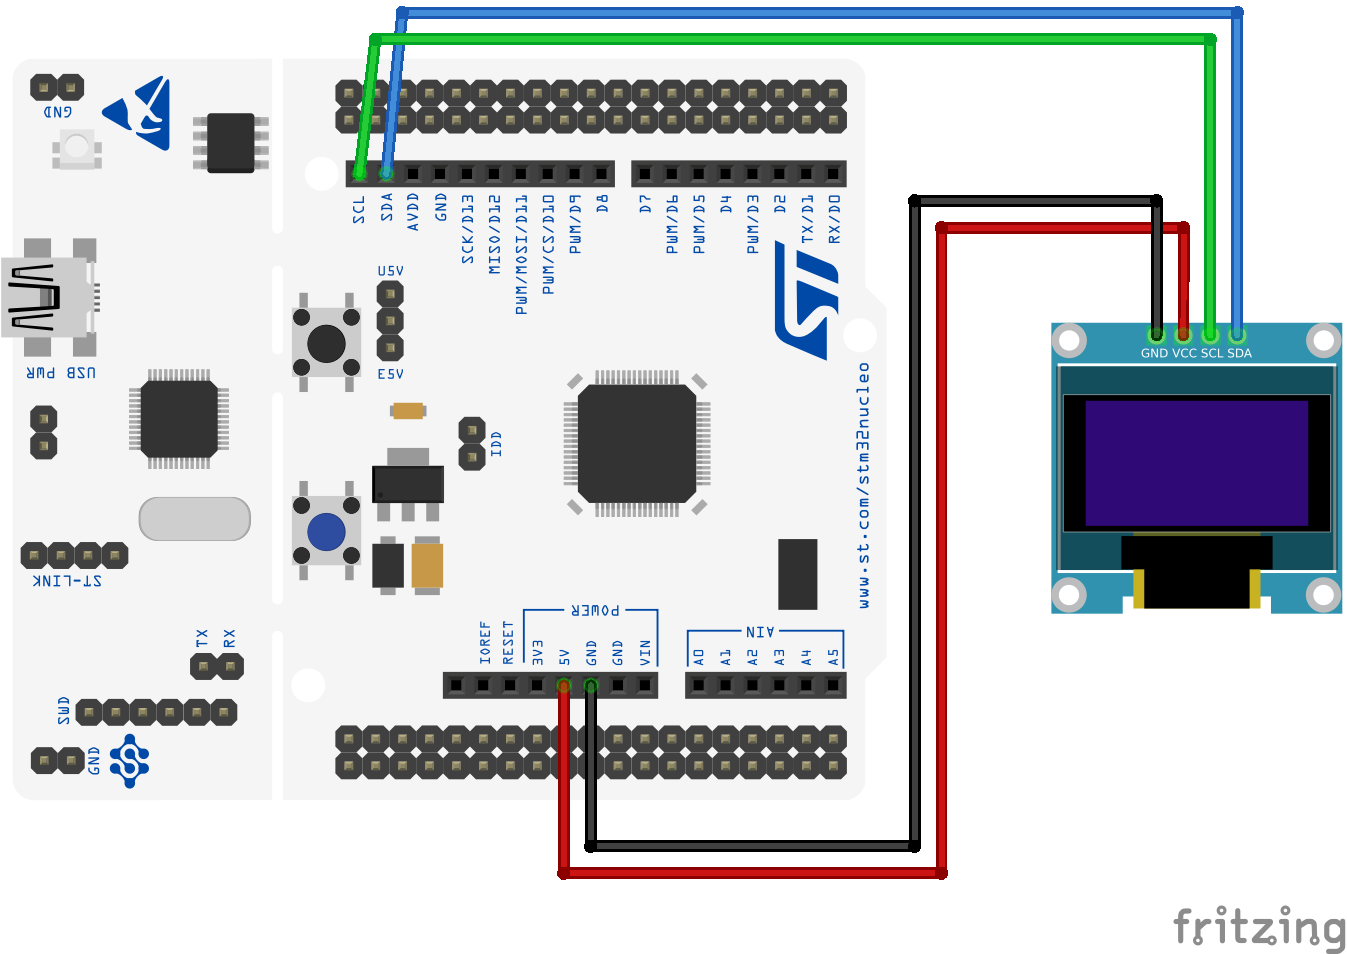 GND
SCL
SDA
AVDD
GND
SCK/D13
MISO/D12
PWM/MOSI/D11
PWM/CS/D10
PWM/D9
D8
D7
PWM/D6
PWM/D5
D4
PWM/D3
D2
TX/D1
RX/D0
U5V
E5V
USB PWR
IDD
www.st.com/stm32nucleo
GND VCC SCL SDA
ST-LINK
TX
RX
SWD
GND
POWER
IOREF
RESET
3V3
5V
GND
GND
VIN
AIN
A0
A1
A2
A3
A4
A5
ST
fritzing